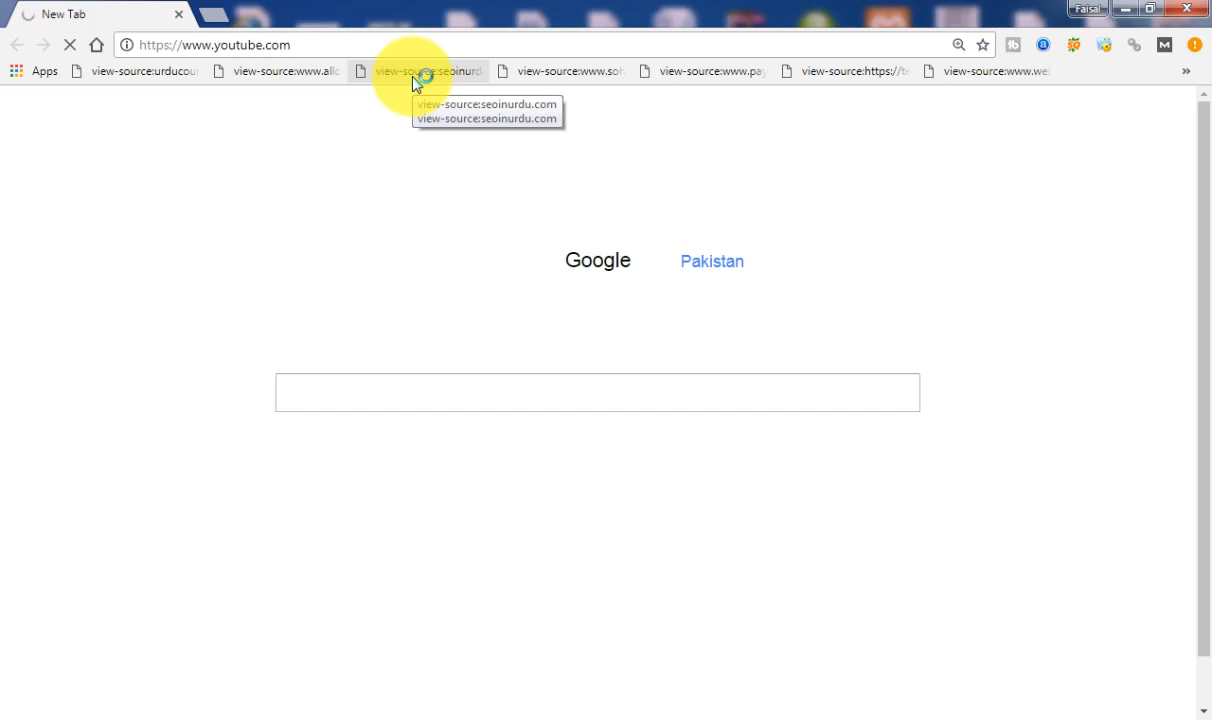 New Tab
Faisal
https://www.youtube.com
Apps view-source:urducou view-source:www.allc view-source:seoinurd view-source:www.soh view-source:www.pay view-source:https://te view-source:www.we
view-source:seoinurdu.com
view-source:seoinurdu.com
Google Pakistan